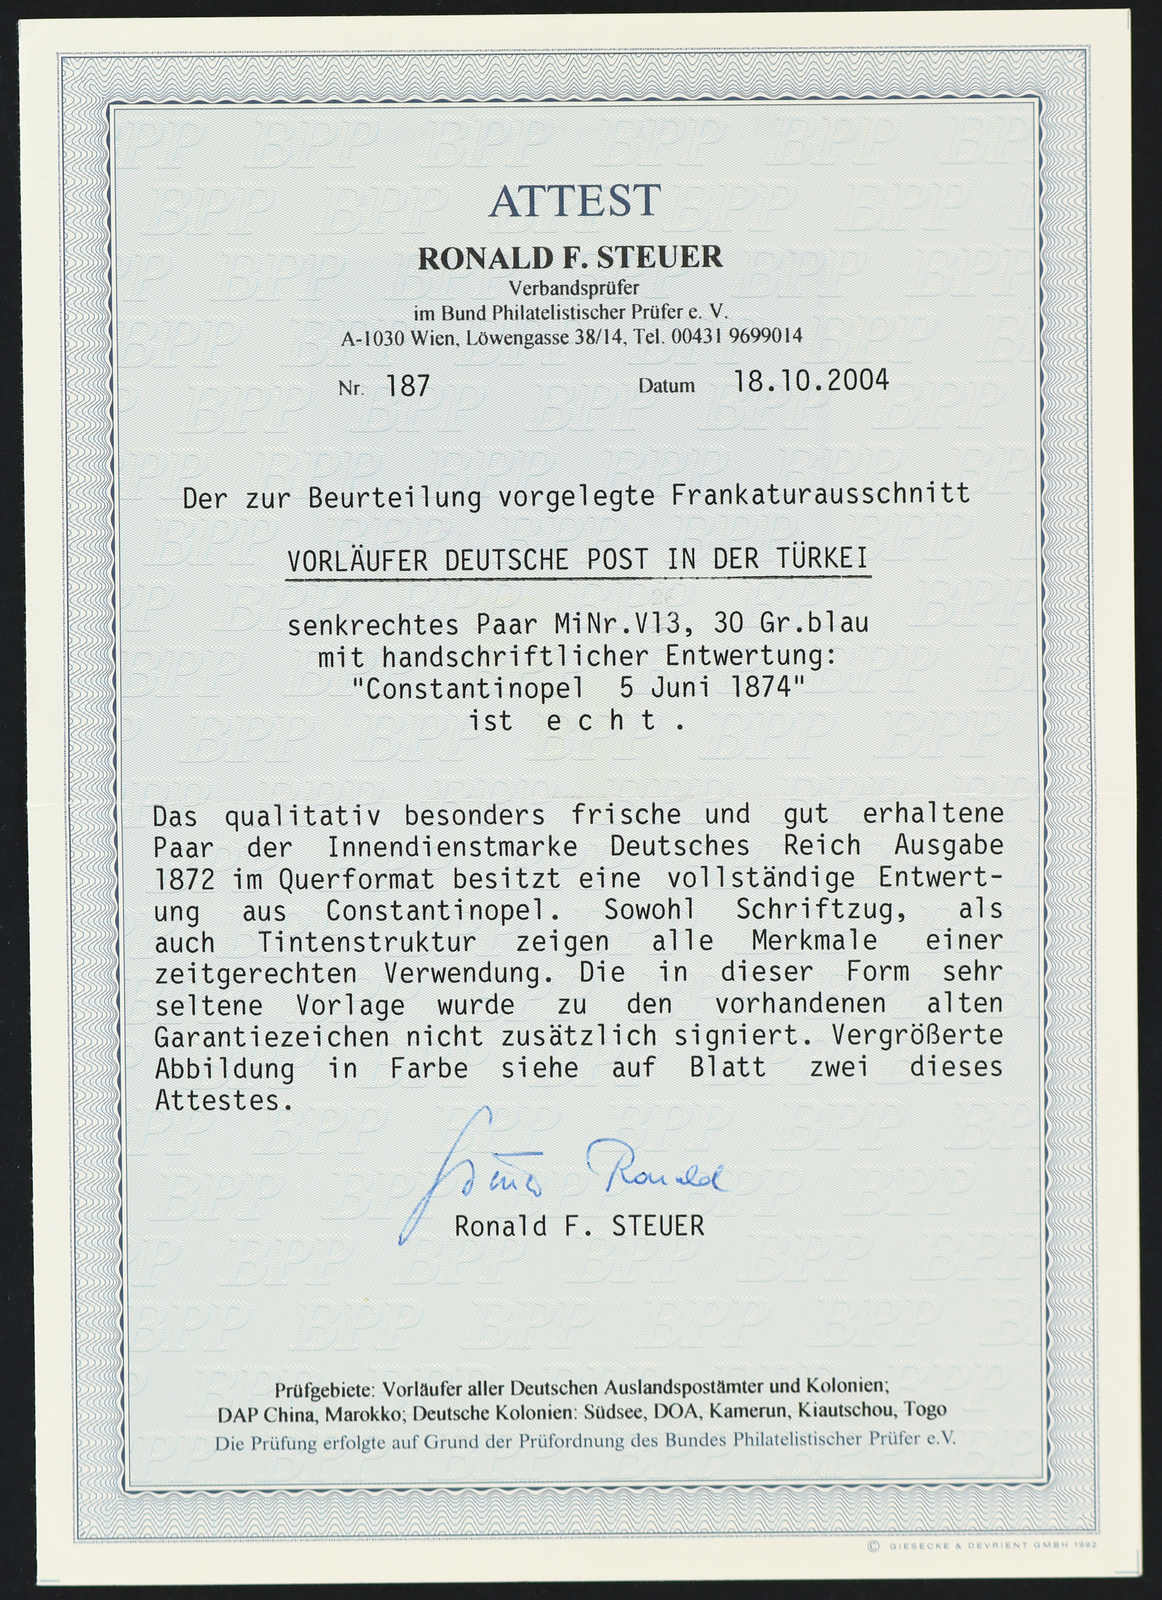 ATTEST
RONALD F. STEUER
Verbandsprüfer
im Bund Philatelistischer Prüfer e. V.
A-1030 Wien, Löwengasse 38/14, Tel. 00431 9699014
Nr. 187 Datum 18.10.2004
Der zur Beurteilung vorgelegte Frankaturausschnitt
VORLÄUFER DEUTSCHE POST IN DER TÜRKEI
senkrechtes Paar MiNr.V13, 30 Gr.blau
mit handschriftlicher Entwertung:
"Constantinopel 5 Juni 1874"
ist e c h t .
Das qualitativ besonders frische und gut erhaltene
Paar der Innendienstmarke Deutsches Reich Ausgabe
1872 im Querformat besitzt eine vollständige Entwert-
ung aus Constantinopel. Sowohl Schriftzug, als
auch Tintenstruktur zeigen alle Merkmale einer
zeitgerechten Verwendung. Die in dieser Form sehr
seltene Vorlage wurde zu den vorhandenen alten
Garantiezeichen nicht zusätzlich signiert. Vergrößerte
Abbildung in Farbe siehe auf Blatt zwei dieses
Attestes.
Steuer Ronald
Ronald F. STEUER
Prüfgebiete: Vorläufer aller Deutschen Auslandspostämter und Kolonien;
DAP China, Marokko; Deutsche Kolonien: Südsee, DOA, Kamerun, Kiautschou, Togo
Die Prüfung erfolgte auf Grund der Prüfordnung des Bundes Philatelistischer Prüfer e.V.
© GIESECKE & DEVRIENT GMBH 1992